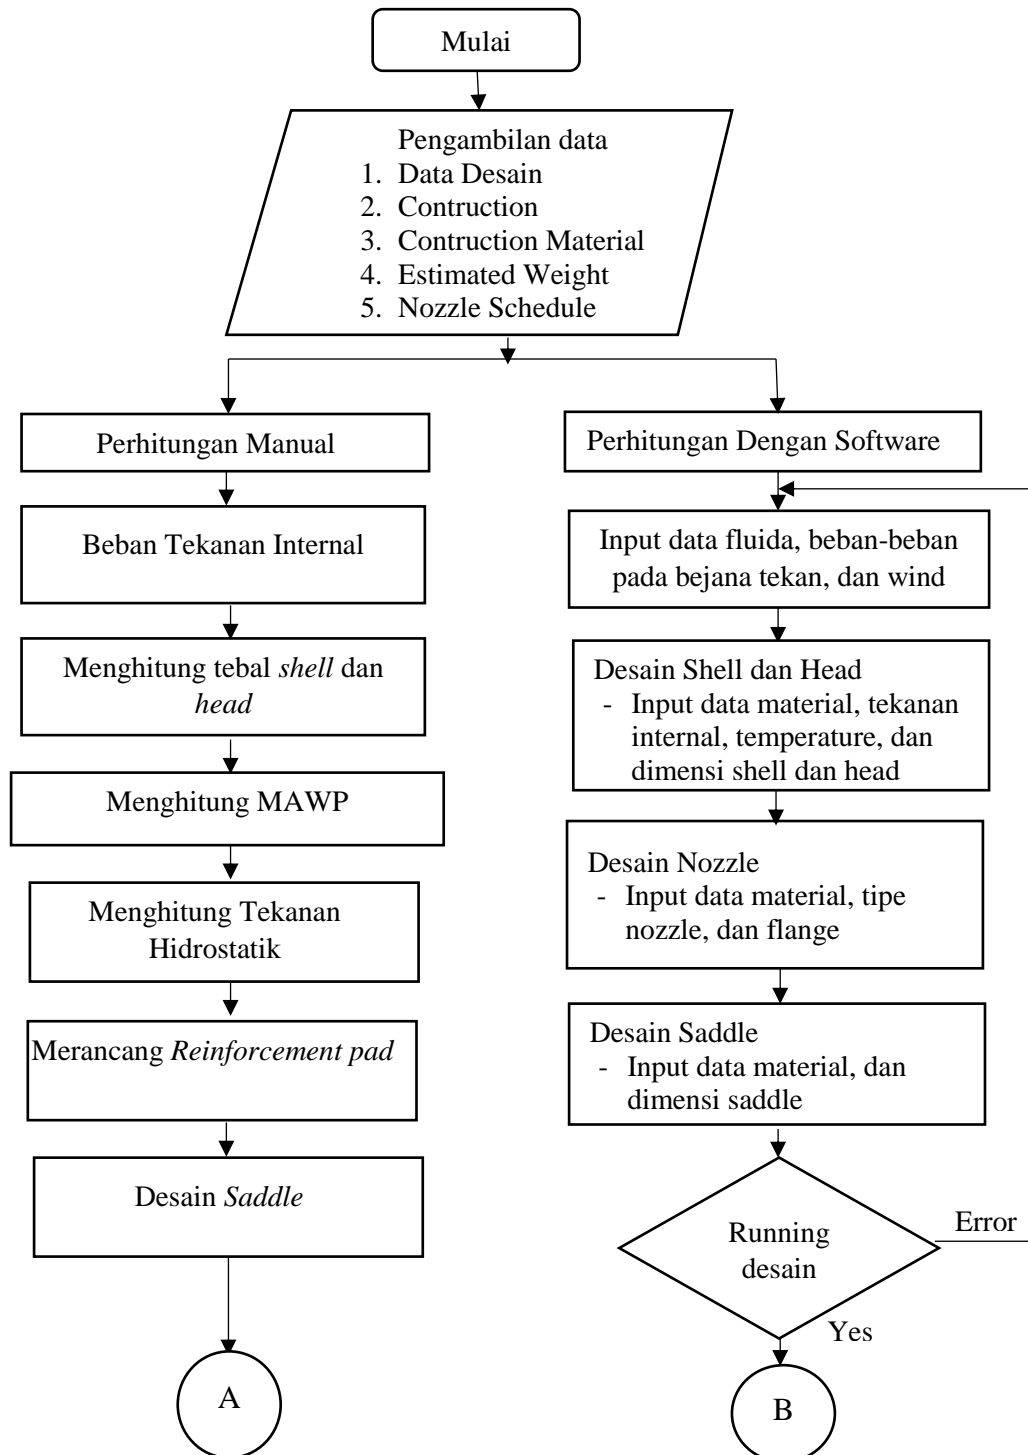 Mulai
Pengambilan data
1. Data Desain
2. Contruction
3. Contruction Material
4. Estimated Weight
5. Nozzle Schedule
Perhitungan Manual
Beban Tekanan Internal
Menghitung tebal shell dan
head
Menghitung MAWP
Menghitung Tekanan
Hidrostatik
Merancang Reinforcement pad
Desain Saddle
A
Perhitungan Dengan Software
Input data fluida, beban-beban
pada bejana tekan, dan wind
Desain Shell dan Head
- Input data material, tekanan
internal, temperature, dan
dimensi shell dan head
Desain Nozzle
- Input data material, tipe
nozzle, dan flange
Desain Saddle
- Input data material, dan
dimensi saddle
Running
desain
Error
Yes
B